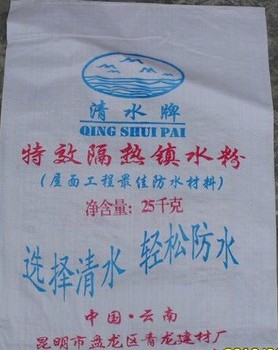 清水牌
QING SHUI PAI
特效隔热镇水粉
(屋面工程最佳防水材料)
净含量：25千克
选择清水 轻松防水
中国·云南
昆明市盘龙区青龙建材厂